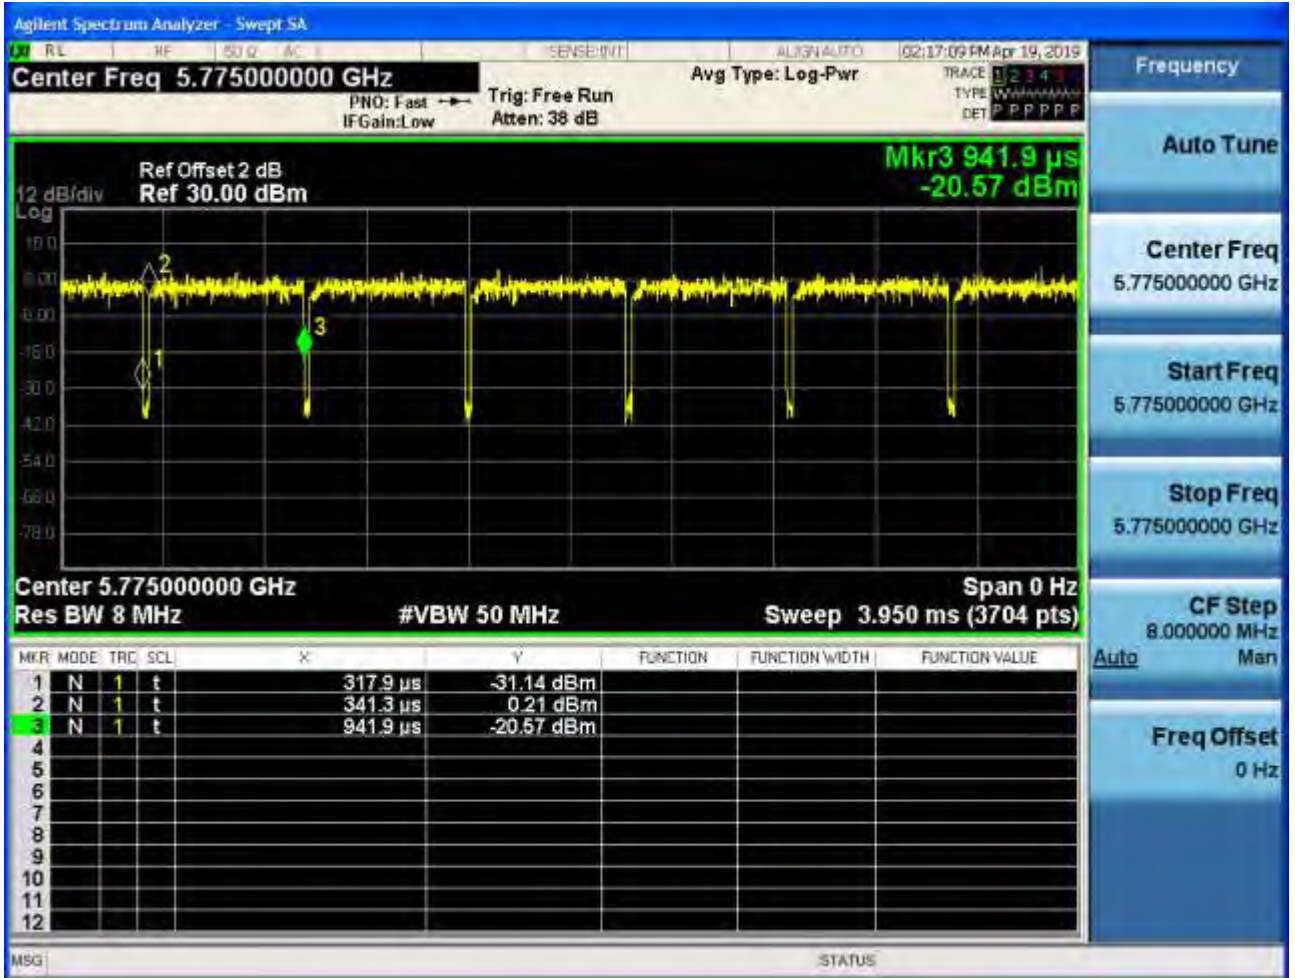 Agilent Spectrum Analyzer - Swept SA
RL RF 50 Ω AC SENSE:INT ALIGN AUTO 02:17:09 PM Apr 19, 2019
Center Freq 5.775000000 GHz
PNO: Fast
IFGain:Low
Trig: Free Run
Atten: 38 dB
Avg Type: Log-Pwr
TRACE 1 2 3 4
TYPE
DET P P P P P P
Mkr3 941.9 µs
-20.57 dBm
Ref Offset 2 dB
12 dB/div Ref 30.00 dBm
Log
18.0
6.00
-6.00
-18.0
-30.0
-42.0
-54.0
-66.0
-78.0
2
3
1
Center 5.775000000 GHz Span 0 Hz
Res BW 8 MHz #VBW 50 MHz Sweep 3.950 ms (3704 pts)
MKR MODE TRC SCL X Y FUNCTION FUNCTION WIDTH FUNCTION VALUE
1 N 1 t 317.9 µs -31.14 dBm
2 N 1 t 341.3 µs 0.21 dBm
3 N 1 t 941.9 µs -20.57 dBm
4
5
6
7
8
9
10
11
12
MSG STATUS
Frequency
Auto Tune
Center Freq
5.775000000 GHz
Start Freq
5.775000000 GHz
Stop Freq
5.775000000 GHz
CF Step
8.000000 MHz
Auto Man
Freq Offset
0 Hz